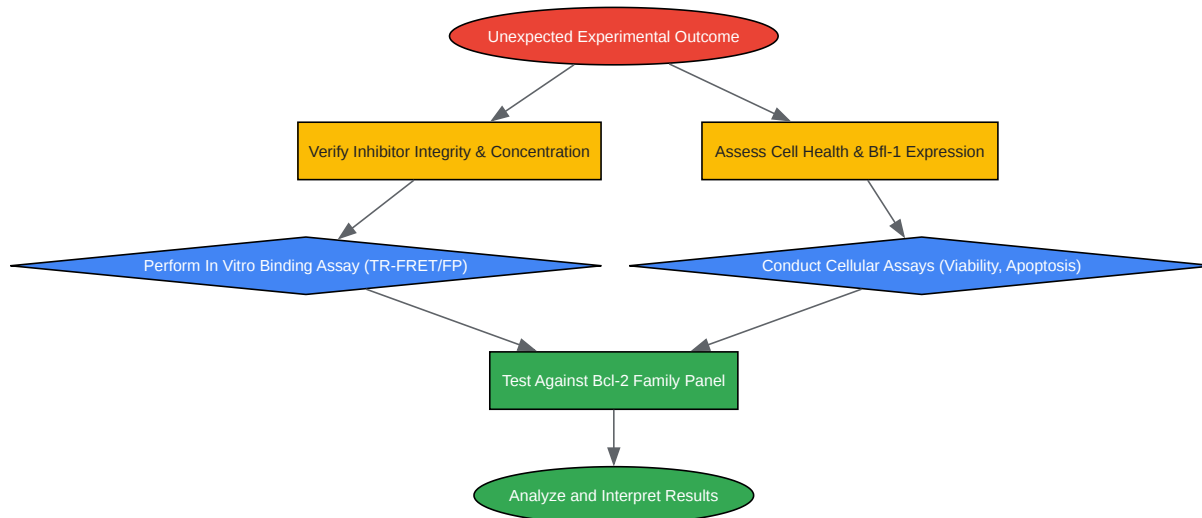 Unexpected Experimental Outcome
Verify Inhibitor Integrity & Concentration
Assess Cell Health & Bfl-1 Expression
Perform In Vitro Binding Assay (TR-FRET/FP)
Conduct Cellular Assays (Viability, Apoptosis)
Test Against Bcl-2 Family Panel
Analyze and Interpret Results